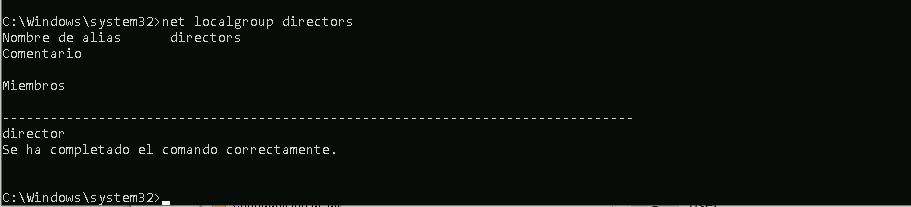 C:\Windows\system32>net localgroup directors
Nombre de alias      directors
Comentario
Miembros
-------------------------------------------------------------------------------
director
Se ha completado el comando correctamente.
C:\Windows\system32>